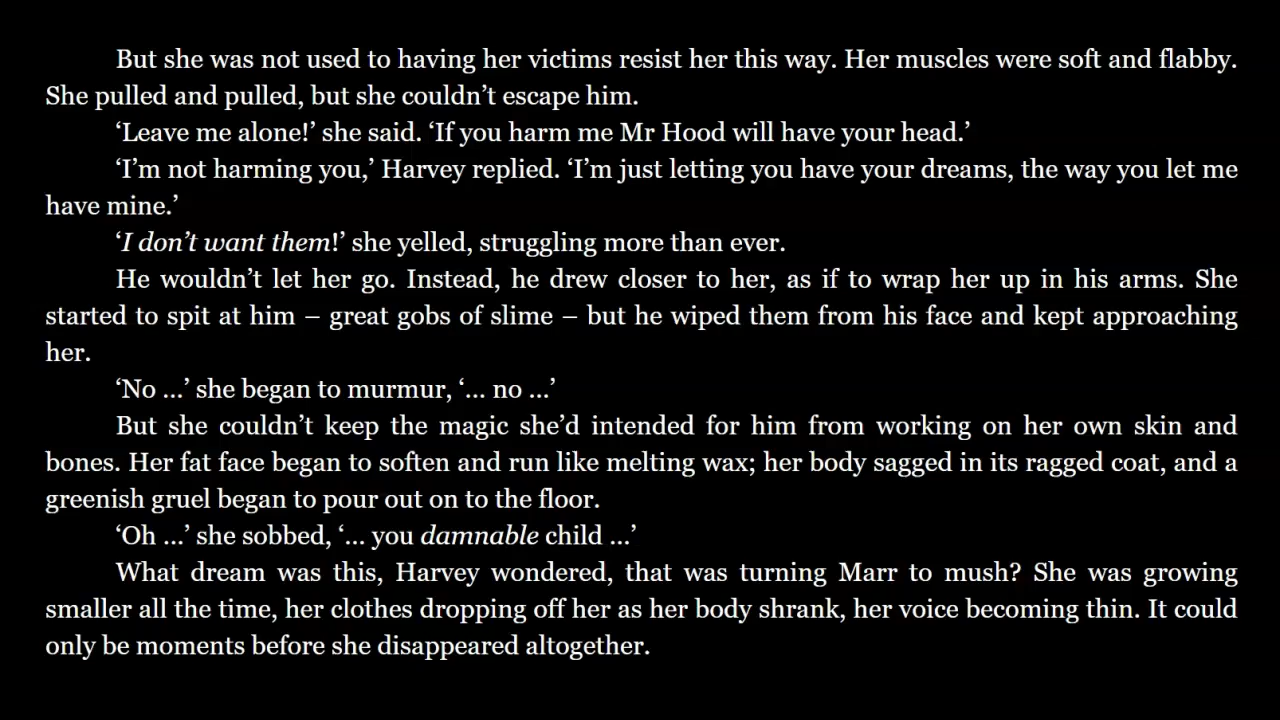 But she was not used to having her victims resist her this way. Her muscles were soft and flabby.
She pulled and pulled, but she couldn’t escape him.
‘Leave me alone!’ she said. ‘If you harm me Mr Hood will have your head.’
‘I’m not harming you,’ Harvey replied. ‘I’m just letting you have your dreams, the way you let me
have mine.’
‘I don’t want them!’ she yelled, struggling more than ever.
He wouldn’t let her go. Instead, he drew closer to her, as if to wrap her up in his arms. She
started to spit at him – great gobs of slime – but he wiped them from his face and kept approaching
her.
‘No ...’ she began to murmur, ‘... no ...’
But she couldn’t keep the magic she’d intended for him from working on her own skin and
bones. Her fat face began to soften and run like melting wax; her body sagged in its ragged coat, and a
greenish gruel began to pour out on to the floor.
‘Oh ...’ she sobbed, ‘... you damnable child ...’
What dream was this, Harvey wondered, that was turning Marr to mush? She was growing
smaller all the time, her clothes dropping off her as her body shrank, her voice becoming thin. It could
only be moments before she disappeared altogether.